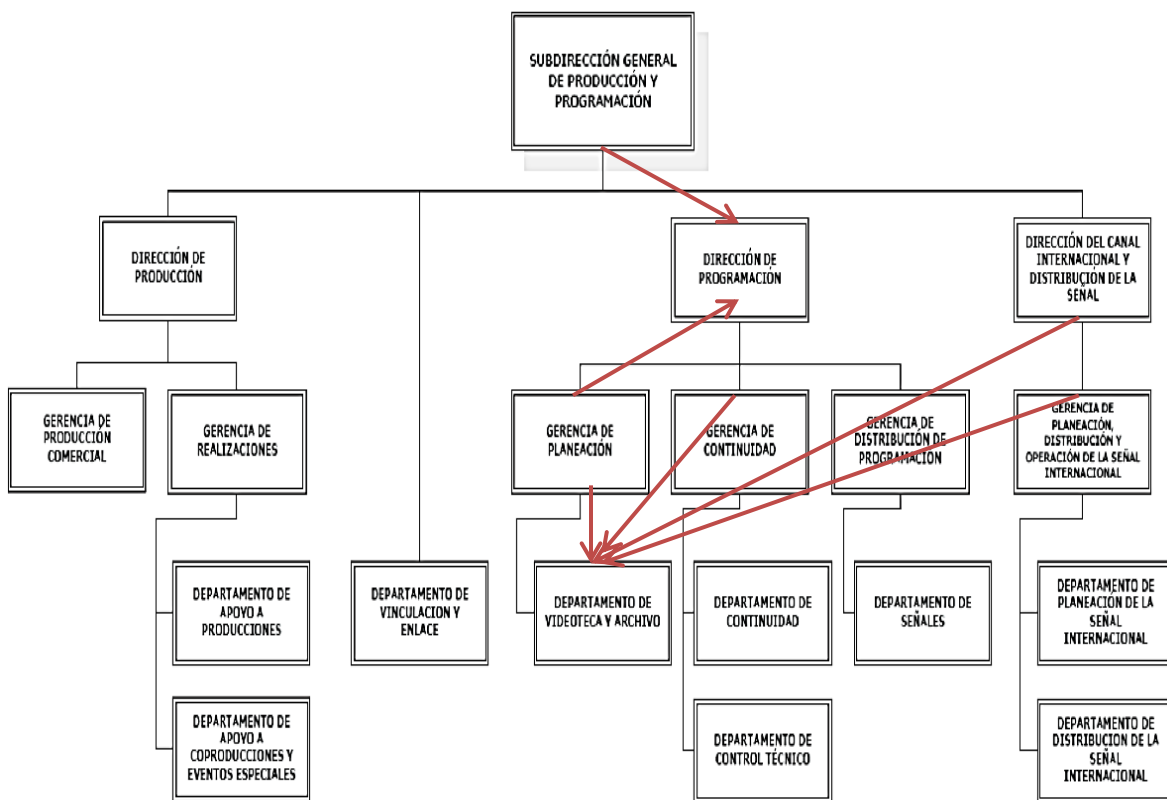 SUBDIRECCIÓN GENERAL
DE PRODUCCIÓN Y
PROGRAMACIÓN
DIRECCIÓN DE
PRODUCCIÓN
DIRECCIÓN DE
PROGRAMACIÓN
DIRECCIÓN DEL CANAL
INTERNACIONAL Y
DISTRIBUCIÓN DE LA
SEÑAL
GERENCIA DE
PRODUCCIÓN
COMERCIAL
GERENCIA DE
REALIZACIONES
GERENCIA DE
PLANEACIÓN
GERENCIA DE
CONTINUIDAD
GERENCIA DE
DISTRIBUCIÓN DE
PROGRAMACIÓN
GERENCIA DE
PLANEACIÓN,
DISTRIBUCIÓN Y
OPERACIÓN DE LA SEÑAL
INTERNACIONAL
DEPARTAMENTO DE
APOYO A
PRODUCCIONES
DEPARTAMENTO DE
VINCULACION Y
ENLACE
DEPARTAMENTO DE
VIDEOTECA Y ARCHIVO
DEPARTAMENTO DE
CONTINUIDAD
DEPARTAMENTO DE
SEÑALES
DEPARTAMENTO DE
PLANEACIÓN DE LA
SEÑAL
INTERNACIONAL
DEPARTAMENTO DE
APOYO A
COPRODUCCIONES Y
EVENTOS ESPECIALES
DEPARTAMENTO DE
CONTROL TÉCNICO
DEPARTAMENTO DE
DISTRIBUCION DE LA
SEÑAL
INTERNACIONAL